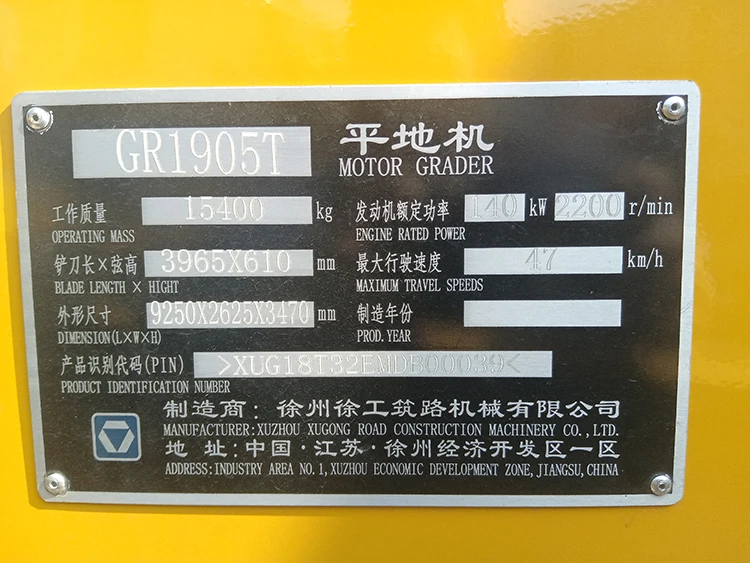 GR1905T 平地机
MOTOR GRADER
工作质量 15400 kg 发动机额定功率 140 kW 2200 r/min
OPERATING MASS ENGINE RATED POWER
铲刀长×弦高 3965X610 mm 最大行驶速度 47 km/h
BLADE LENGTH × HIGHT MAXIMUM TRAVEL SPEEDS
外形尺寸 9250X2625X3470 mm 制造年份
DIMENSION(L×W×H) PROD. YEAR
产品识别代码(PIN) >XUG18T32EMDB00039<
PRODUCT IDENTIFICATION NUMBER
制造商: 徐州徐工筑路机械有限公司
MANUFACTURER:XUZHOU XUGONG ROAD CONSTRUCTION MACHINERY CO.,LTD.
地 址: 中国·江苏·徐州经济开发区一区
ADDRESS:INDUSTRY AREA NO.1,XUZHOU ECONOMIC DEVELOPMENT ZONE,JIANGSU,CHINA